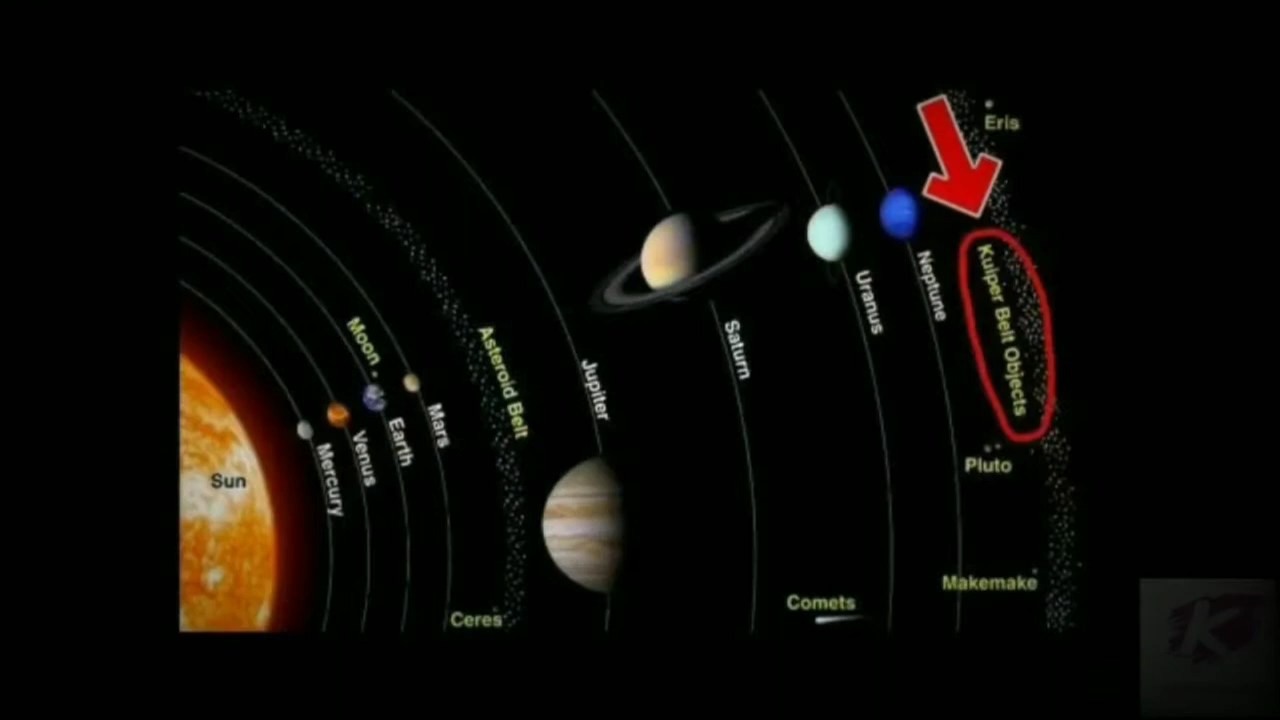 Eris
Kuiper Belt Objects
Neptune
Uranus
Saturn
Moon
Asteroid Belt
Jupiter
Mars
Earth
Venus
Mercury
Sun
Pluto
Makemake
Comets
Ceres